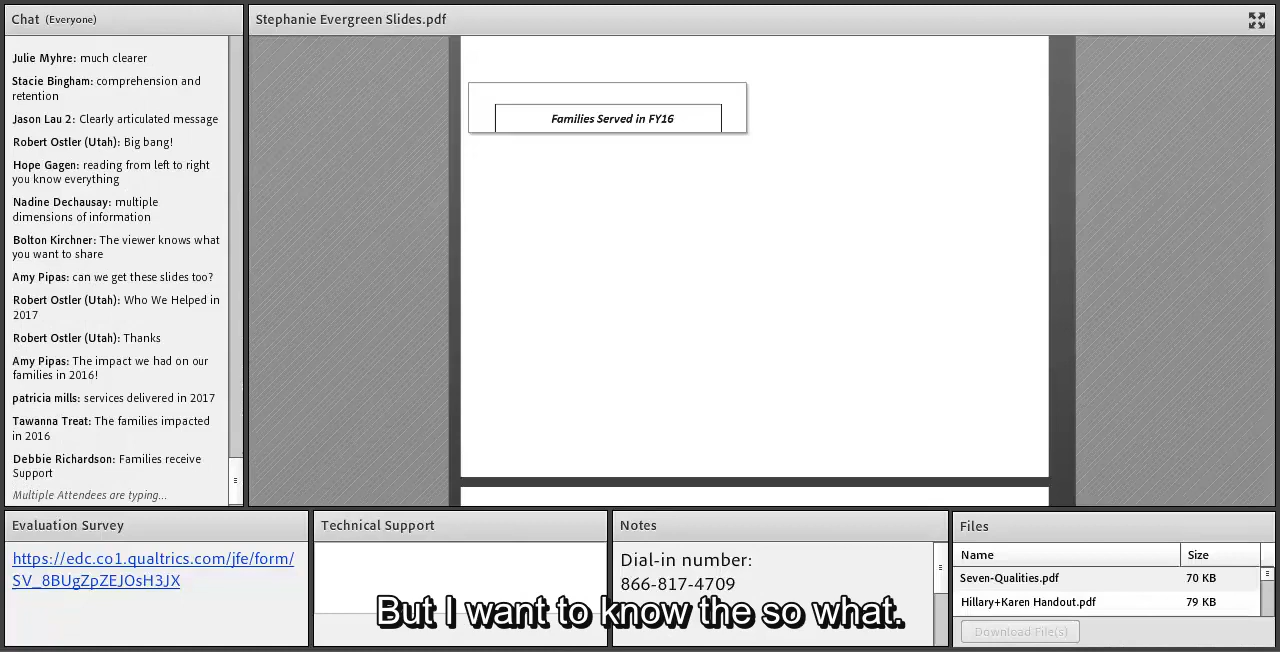 Chat (Everyone)
Julie Myhre: much clearer
Stacie Bingham: comprehension and
retention
Jason Lau 2: Clearly articulated message
Robert Ostler (Utah): Big bang!
Hope Gagen: reading from left to right
you know everything
Nadine Dechausay: multiple
dimensions of information
Bolton Kirchner: The viewer knows what
you want to share
Amy Pipas: can we get these slides too?
Robert Ostler (Utah): Who We Helped in
2017
Robert Ostler (Utah): Thanks
Amy Pipas: The impact we had on our
families in 2016!
patricia mills: services delivered in 2017
Tawanna Treat: The families impacted
in 2016
Debbie Richardson: Families receive
Support
Multiple Attendees are typing...
Stephanie Evergreen Slides.pdf
Families Served in FY16
Evaluation Survey
https://edc.co1.qualtrics.com/jfe/form/
SV_8BUgZpZEJOsH3JX
Technical Support
Notes
Dial-in number:
866-817-4709
Files
Name Size
Seven-Qualities.pdf 70 KB
Hillary+Karen Handout.pdf 79 KB
Download File(s)
But I want to know the so what.